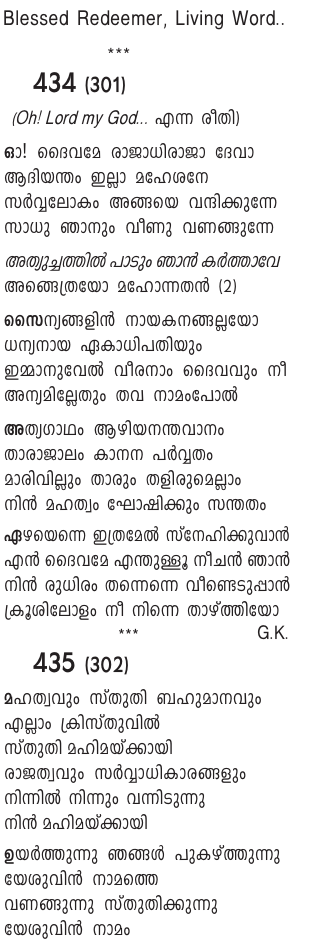 Blessed Redeemer, Living Word..
***
434 (301)
(Oh! Lord my God... എന്ന രീതി)
ഓ! ദൈവമേ രാജാധിരാജാ ദേവാ
ആദിയന്തം ഇല്ലാ മഹേശനേ
സർവ്വലോകം അങ്ങയെ വന്ദിക്കുന്നേ
സാധു ഞാനും വീണു വണങ്ങുന്നേ
അത്യുച്ചത്തിൽ പാടും ഞാൻ കർത്താവേ
അങ്ങെത്രയോ മഹോന്നതൻ (2)
സൈന്യങ്ങളിൻ നായകനങ്ങല്ലയോ
ധന്യനായ ഏകാധിപതിയും
ഇമ്മാനുവേൽ വീരനാം ദൈവവും നീ
അന്യമില്ലേതും തവ നാമംപോൽ
അത്യഗാഥം ആഴിയനന്തവാനം
താരാജാലം കാനന പർവ്വതം
മാരിവില്ലും താരും തളിരുമെല്ലാം
നിൻ മഹത്വം ഘോഷിക്കും സന്തതം
ഏഴയെന്നെ ഇത്രമേൽ സ്നേഹിക്കുവാൻ
എൻ ദൈവമേ എന്തുള്ളൂ നീചൻ ഞാൻ
നിൻ രുധിരം തന്നെന്നെ വീണ്ടെടുപ്പാൻ
ക്രൂശിലോളം നീ നിന്നെ താഴ്ത്തിയോ
*** G.K.
435 (302)
മഹത്വവും സ്തുതി ബഹുമാനവും
എല്ലാം ക്രിസ്തുവിൽ
സ്തുതി മഹിമയ്ക്കായി
രാജത്വവും സർവ്വാധികാരങ്ങളും
നിന്നിൽ നിന്നും വന്നിടുന്നു
നിൻ മഹിമയ്ക്കായി
ഉയർത്തുന്നു ഞങ്ങൾ പുകഴ്ത്തുന്നു
യേശുവിൻ നാമത്തെ
വണങ്ങുന്നു സ്തുതിക്കുന്നു
യേശുവിൻ നാമം